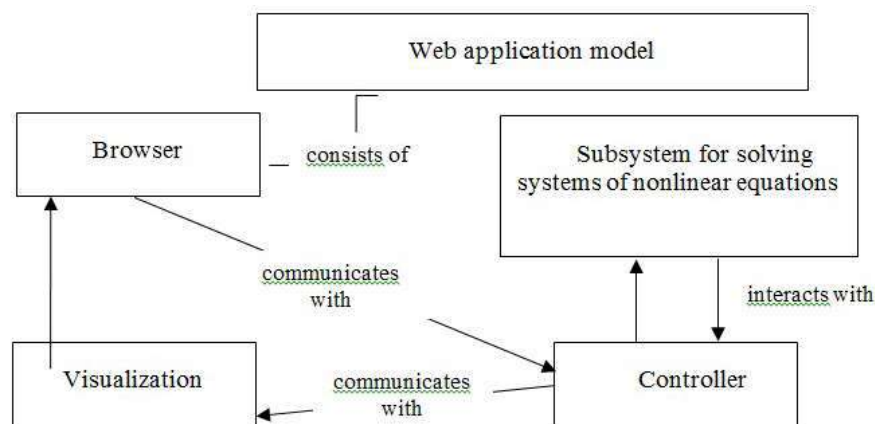 Web application model
Browser
consists of
Subsystem for solving
systems of nonlinear equations
communicates
with
interacts with
Visualization
communicates
with
Controller